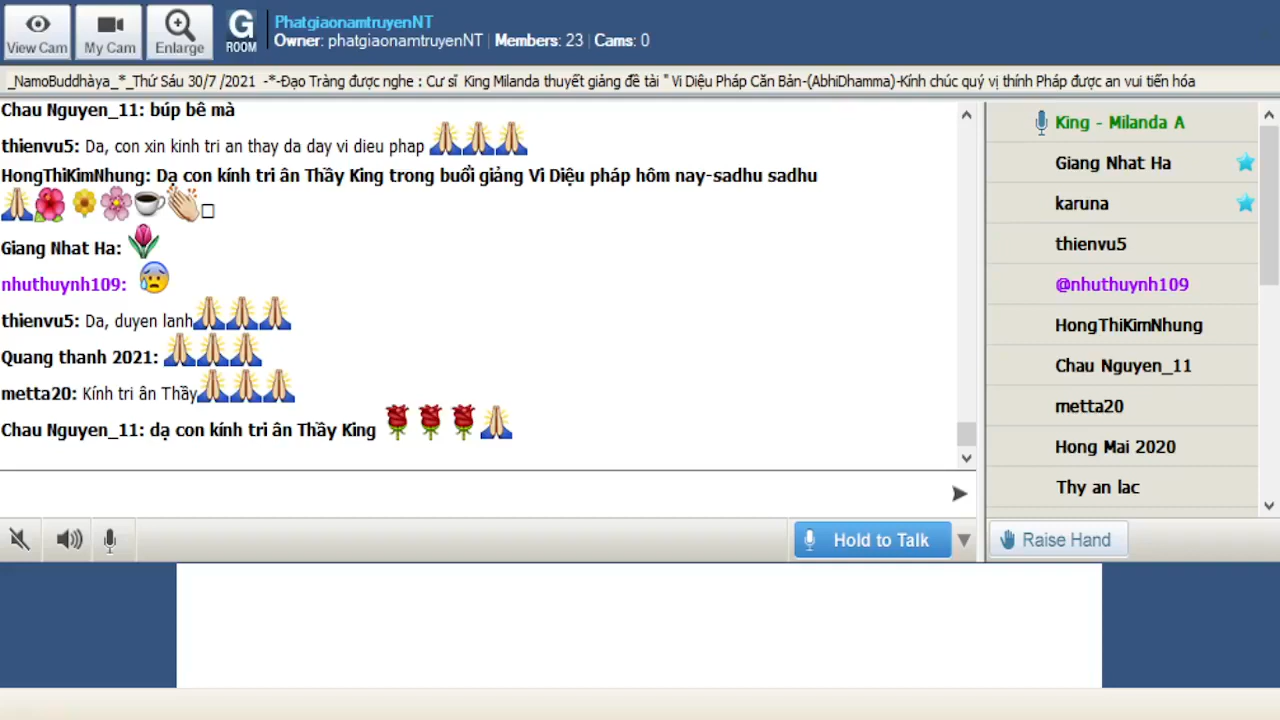 View Cam
My Cam
Enlarge
G
ROOM
PhatgiaonamtruyenNT
Owner: phatgiaonamtruyenNT | Members: 23 | Cams: 0
_NamoBuddhàya_*_Thứ Sáu 30/7 /2021 -*-Đạo Tràng được nghe : Cư sĩ King Milanda thuyết giảng đề tài " Vi Diệu Pháp Căn Bản-(AbhiDhamma)-Kính chúc quý vị thính Pháp được an vui tiến hóa
Chau Nguyen_11: búp bê mà
thienvu5: Da, con xin kinh tri an thay da day vi dieu phap 🙏🙏🙏
HongThiKimNhung: Dạ con kính tri ân Thầy King trong buổi giảng Vi Diệu pháp hôm nay-sadhu sadhu
🙏🌺🌼🌸☕👏
Giang Nhat Ha: 🌷
nhuthuynh109: 😰
thienvu5: Da, duyen lanh🙏🙏🙏
Quang thanh 2021: 🙏🙏🙏
metta20: Kính tri ân Thầy🙏🙏🙏
Chau Nguyen_11: dạ con kính tri ân Thầy King 🌹🌹🌹🙏
King - Milanda A
Giang Nhat Ha
karuna
thienvu5
@nhuthuynh109
HongThiKimNhung
Chau Nguyen_11
metta20
Hong Mai 2020
Thy an lac
Hold to Talk
Raise Hand